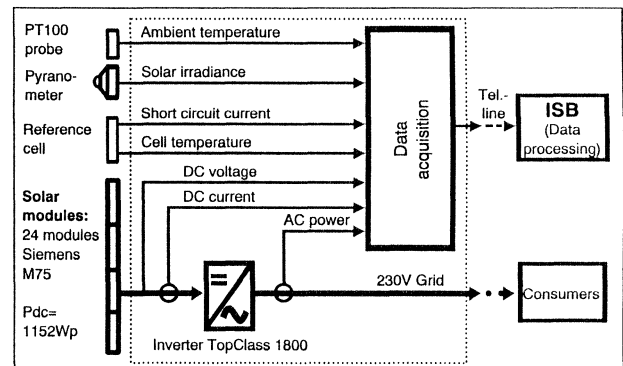 PT100
probe
Ambient temperature
Pyrano-
meter
Solar irradiance
Reference
cell
Short circuit current
Cell temperature
DC voltage
DC current
AC power
Data
acquisition
Tel.-
line
ISB
(Data
processing)
Solar
modules:
24 modules
Siemens
M75
Pdc=
1152Wp
Inverter TopClass 1800
230V Grid
Consumers